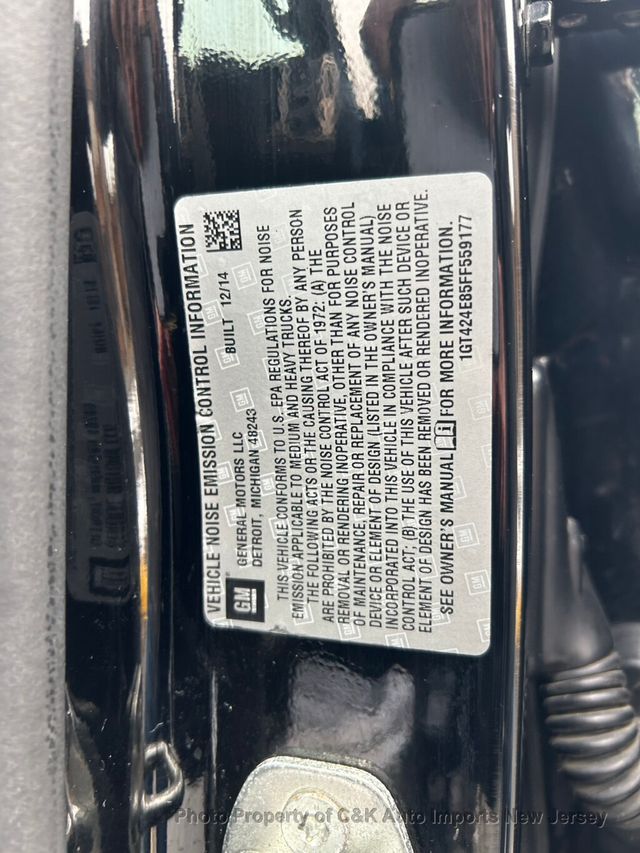 VEHICLE NOISE EMISSION CONTROL INFORMATION
GM
GENERAL MOTORS LLC
DETROIT, MICHIGAN 48243
BUILT 12/14
THIS VEHICLE CONFORMS TO U.S. EPA REGULATIONS FOR NOISE
EMISSION APPLICABLE TO MEDIUM AND HEAVY TRUCKS.
THE FOLLOWING ACTS OR THE CAUSING THEREOF BY ANY PERSON
ARE PROHIBITED BY THE NOISE CONTROL ACT OF 1972: (A) THE
REMOVAL OR RENDERING INOPERATIVE, OTHER THAN FOR PURPOSES
OF MAINTENANCE, REPAIR OR REPLACEMENT OF ANY NOISE CONTROL
DEVICE OR ELEMENT OF DESIGN (LISTED IN THE OWNER'S MANUAL)
INCORPORATED INTO THIS VEHICLE IN COMPLIANCE WITH THE NOISE
CONTROL ACT; (B) THE USE OF THIS VEHICLE AFTER SUCH DEVICE OR
ELEMENT OF DESIGN HAS BEEN REMOVED OR RENDERED INOPERATIVE.
SEE OWNER'S MANUAL FOR MORE INFORMATION.
1GT424E85FF559177
Photo Property of C&K Auto Imports New Jersey